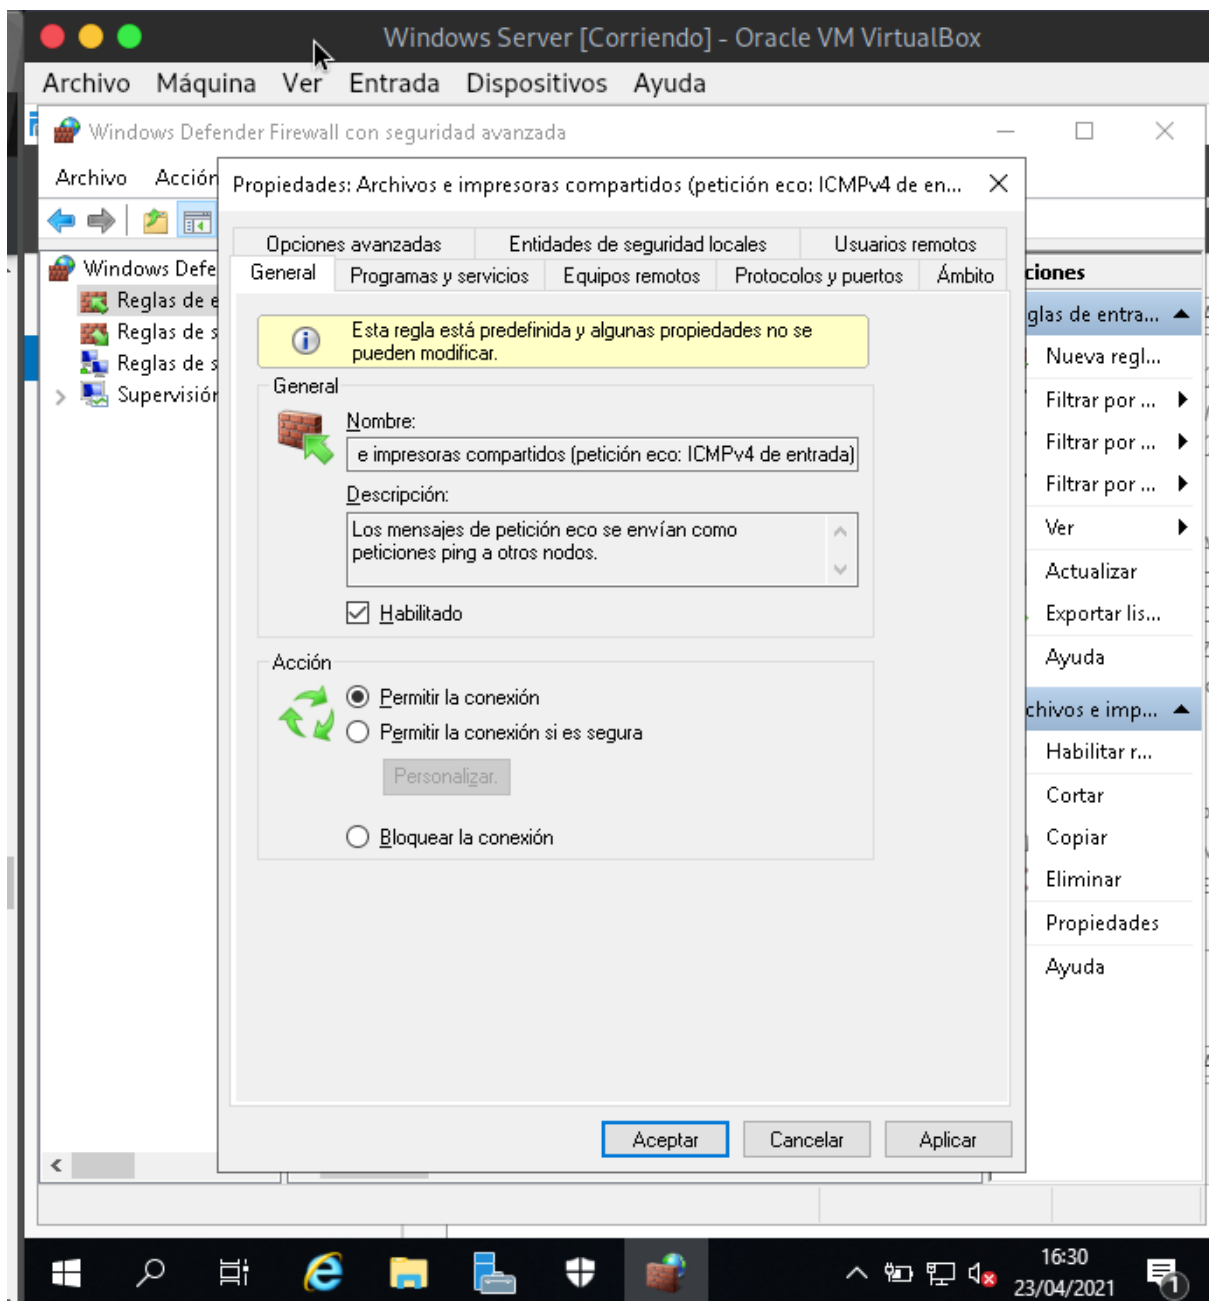 Windows Server [Corriendo] - Oracle VM VirtualBox
Archivo Máquina Ver Entrada Dispositivos Ayuda
Windows Defender Firewall con seguridad avanzada
Archivo Acción
Propiedades: Archivos e impresoras compartidos (petición eco: ICMPv4 de en...
Opciones avanzadas Entidades de seguridad locales Usuarios remotos
General Programas y servicios Equipos remotos Protocolos y puertos Ámbito
Windows Defe
Reglas de e
Reglas de s
Reglas de s
Supervisión
Esta regla está predefinida y algunas propiedades no se
pueden modificar.
General
Nombre:
e impresoras compartidos (petición eco: ICMPv4 de entrada)
Descripción:
Los mensajes de petición eco se envían como
peticiones ping a otros nodos.
Habilitado
Acción
Permitir la conexión
Permitir la conexión si es segura
Personalizar.
Bloquear la conexión
Aceptar Cancelar Aplicar
ciones
glas de entra...
Nueva regl...
Filtrar por ...
Filtrar por ...
Filtrar por ...
Ver
Actualizar
Exportar lis...
Ayuda
chivos e imp...
Habilitar r...
Cortar
Copiar
Eliminar
Propiedades
Ayuda
16:30
23/04/2021
1